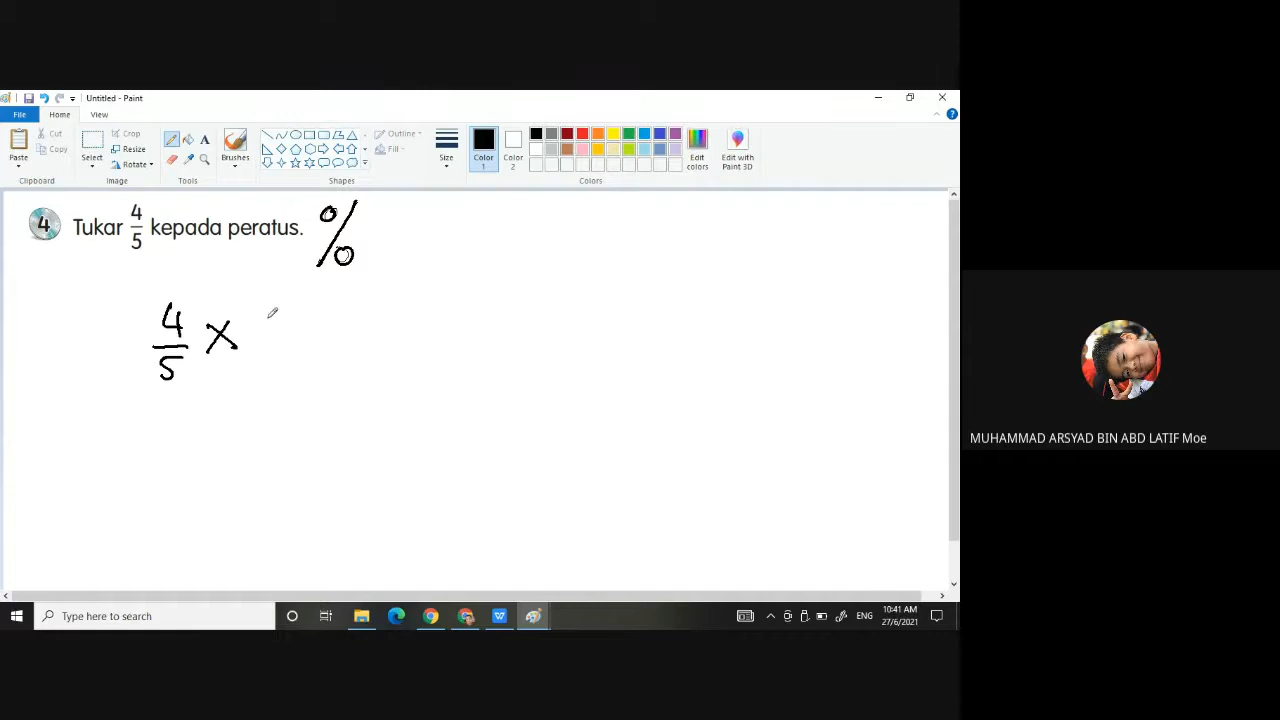 Untitled - Paint
File Home View
Paste
Cut
Copy
Clipboard
Select
Crop
Resize
Rotate
Image
A
Tools
Brushes
Outline
Fill
Shapes
Size
Color 1
Color 2
Edit colors
Colors
Edit with Paint 3D
4 Tukar 4/5 kepada peratus. %
4/5 ×
MUHAMMAD ARSYAD BIN ABD LATIF Moe
Type here to search
W
ENG
10:41 AM
27/6/2021